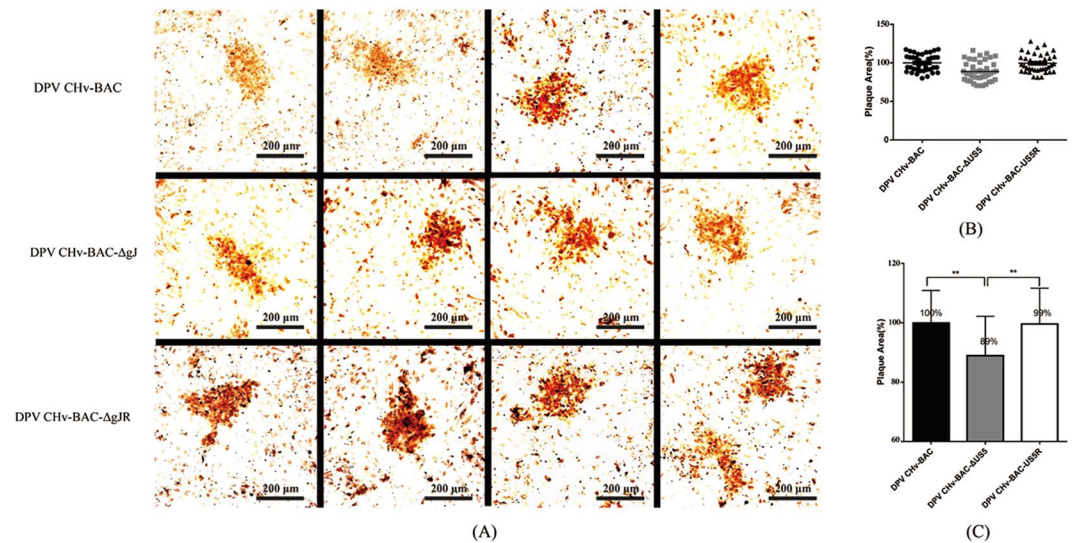 DPV CHv-BAC
200 µm
200 µm
200 µm
200 µm
DPV CHv-BAC-ΔgJ
200 µm
200 µm
200 µm
200 µm
DPV CHv-BAC-ΔgJR
200 µm
200 µm
200 µm
200 µm
(A)
Plaque Area(%)
150
100
50
0
DPV CHv-BAC
DPV CHv-BAC-ΔUS5
DPV CHv-BAC-US5R
(B)
Plaque Area(%)
120
100
80
60
**
**
100%
89%
99%
DPV CHv-BAC
DPV CHv-BAC-ΔUS5
DPV CHv-BAC-US5R
(C)